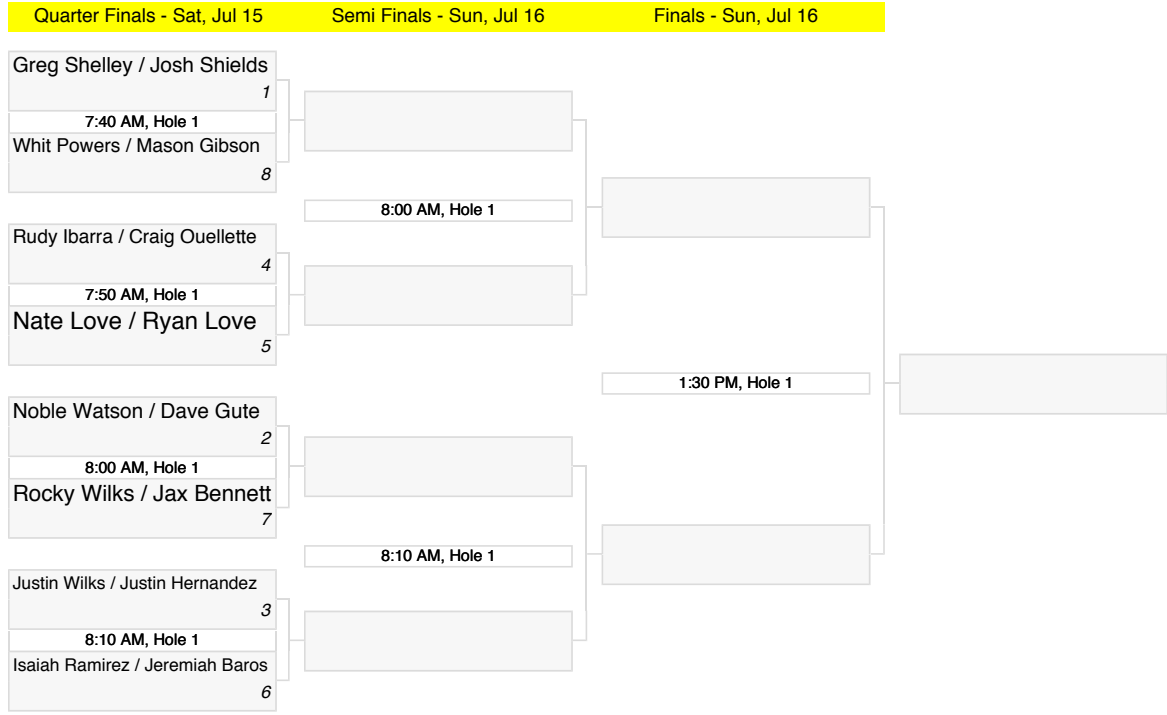 Quarter Finals - Sat, Jul 15
Semi Finals - Sun, Jul 16
Finals - Sun, Jul 16
Greg Shelley / Josh Shields
1
7:40 AM, Hole 1
Whit Powers / Mason Gibson
8
Rudy Ibarra / Craig Ouellette
4
7:50 AM, Hole 1
Nate Love / Ryan Love
5
Noble Watson / Dave Gute
2
8:00 AM, Hole 1
Rocky Wilks / Jax Bennett
7
Justin Wilks / Justin Hernandez
3
8:10 AM, Hole 1
Isaiah Ramirez / Jeremiah Baros
6
8:00 AM, Hole 1
8:10 AM, Hole 1
1:30 PM, Hole 1